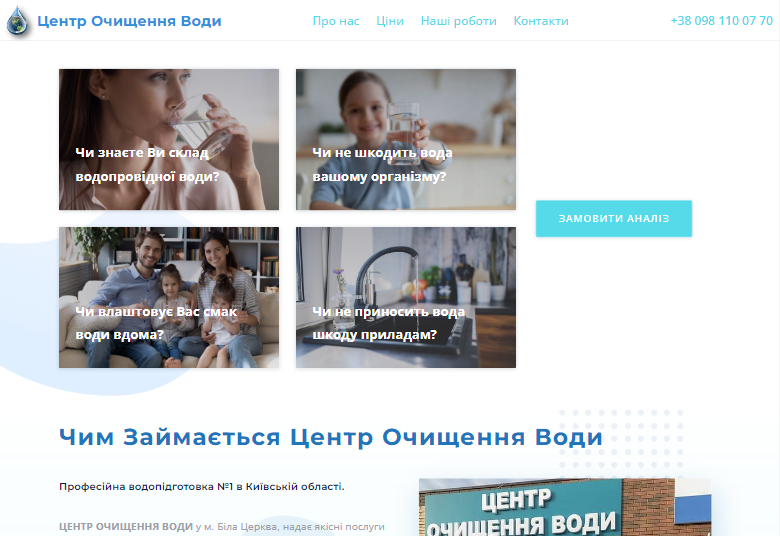 Центр Очищення Води
Про нас
Ціни
Наші роботи
Контакти
+38 098 110 07 70
Чи знаєте Ви склад
водопровідної води?
Чи не шкодить вода
вашому організму?
ЗАМОВИТИ АНАЛІЗ
Чи влаштовує Вас смак
води вдома?
Чи не приносить вода
шкоду приладам?
Чим Займається Центр Очищення Води
Професійна водопідготовка №1 в Київській області.
ЦЕНТР ОЧИЩЕННЯ ВОДИ у м. Біла Церква, надає якісні послуги
ЦЕНТР
ОЧИЩЕННЯ ВОДИ